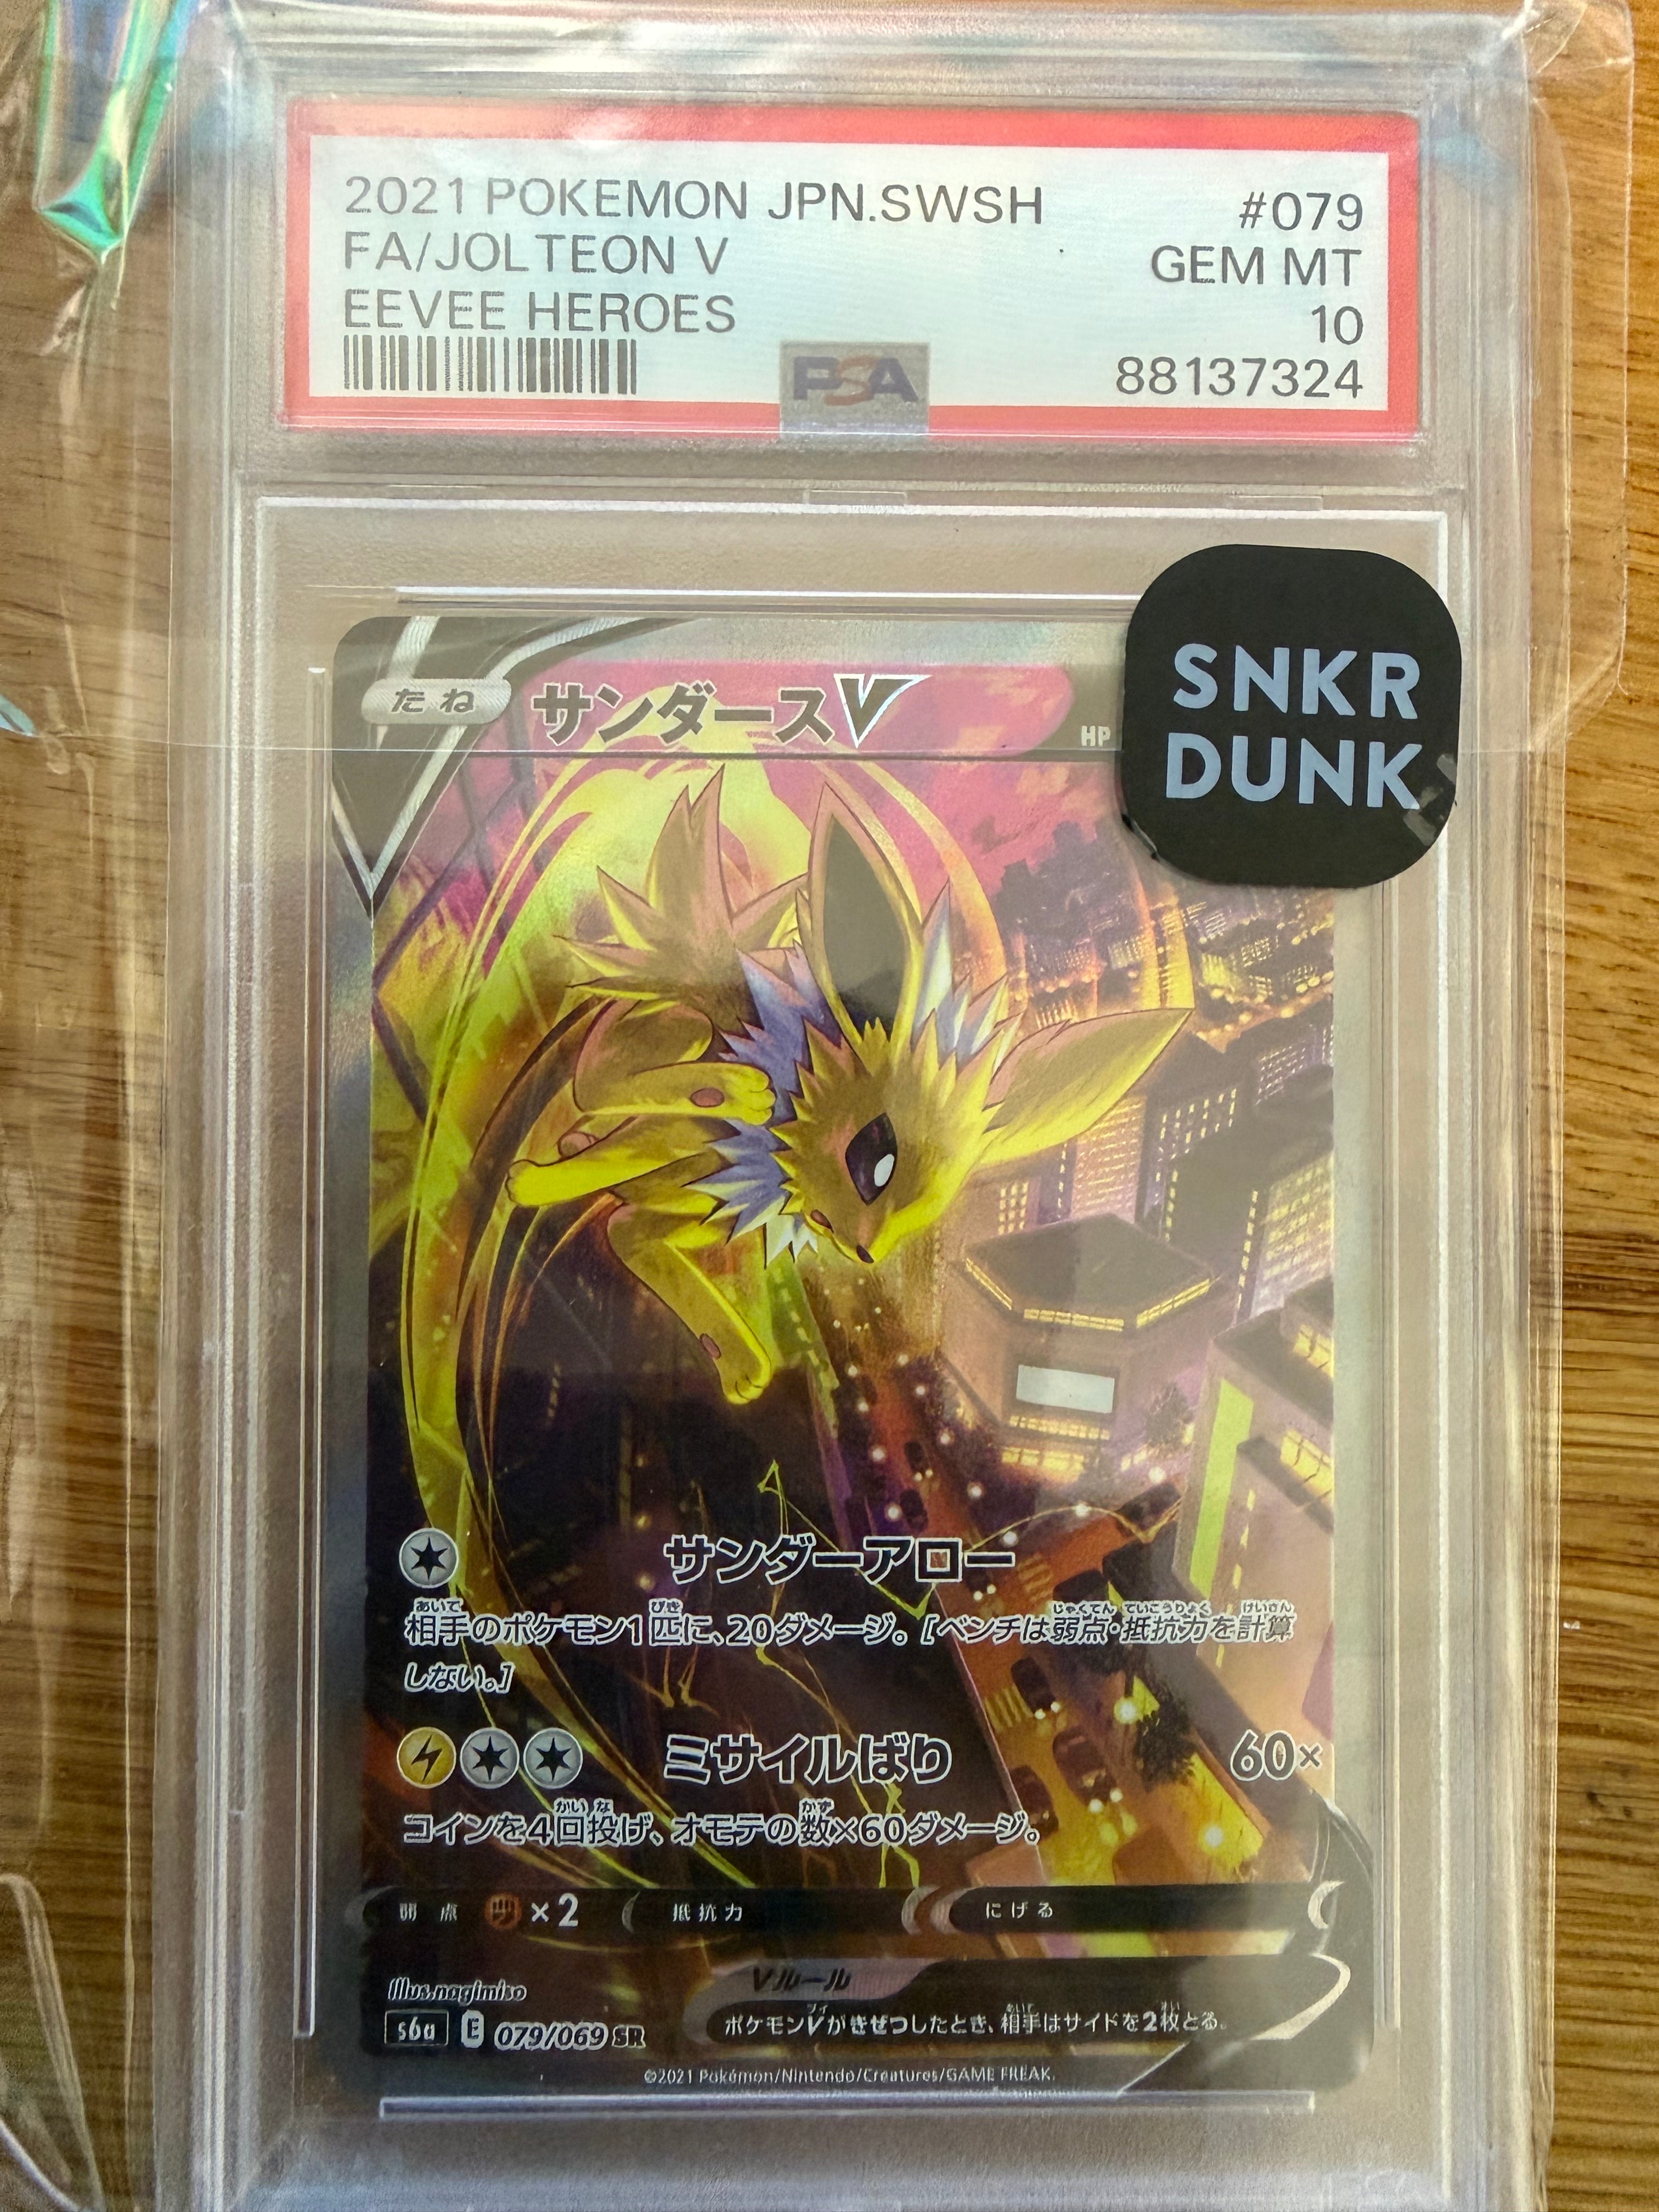 2021 POKEMON JPN.SWSH #079
FA/JOLTEON V GEM MT
EEVEE HEROES 10
PSA 88137324
SNKR
DUNK
たね サンダースV HP
サンダーアロー
相手のポケモン1匹に、20ダメージ。[ベンチは弱点・抵抗力を計算
しない。]
ミサイルばり 60×
コインを4回投げ、オモテの数×60ダメージ。
弱点 ×2 抵抗力 にげる
Illus.nagimiso
Vルール
s6a E 079/069 SR ポケモンVがきぜつしたとき、相手はサイドを2枚とる。
©2021 Pokémon/Nintendo/Creatures/GAME FREAK.